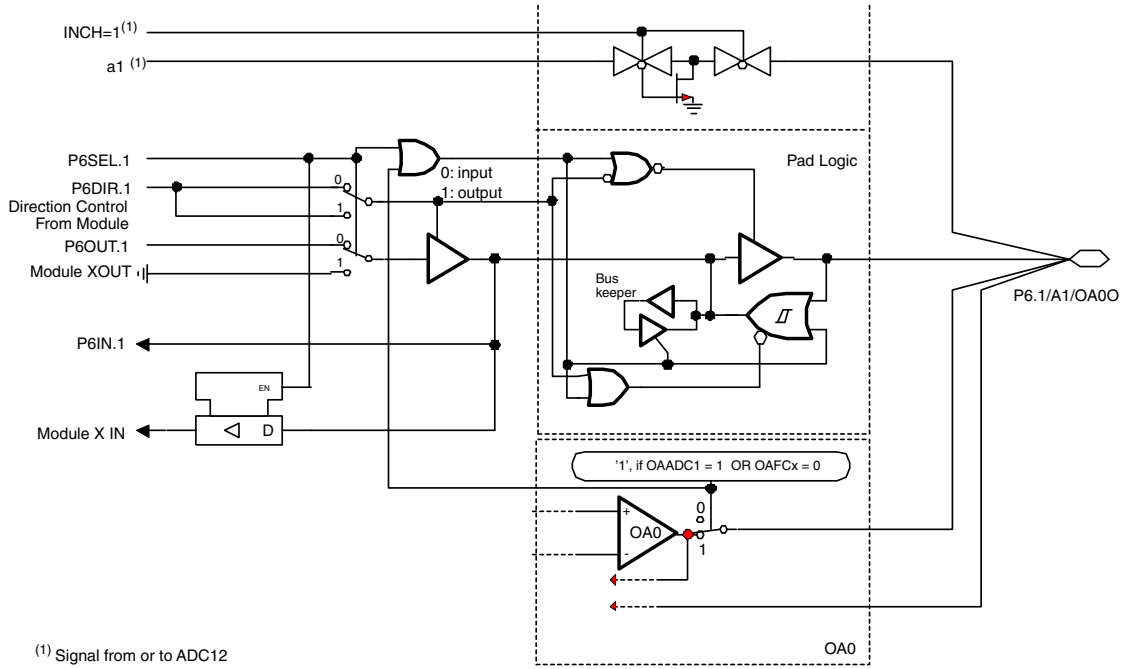 INCH=1(1)
a1 (1)
P6SEL.1
0: input
1: output
Pad Logic
P6DIR.1
0
Direction Control
From Module
1
P6OUT.1
0
Module XOUT
1
Bus
keeper
P6.1/A1/OA0O
P6IN.1
EN
D
Module X IN
'1', if OAADC1 = 1 OR OAFCx = 0
+
OA0
-
0
1
OA0
(1) Signal from or to ADC12